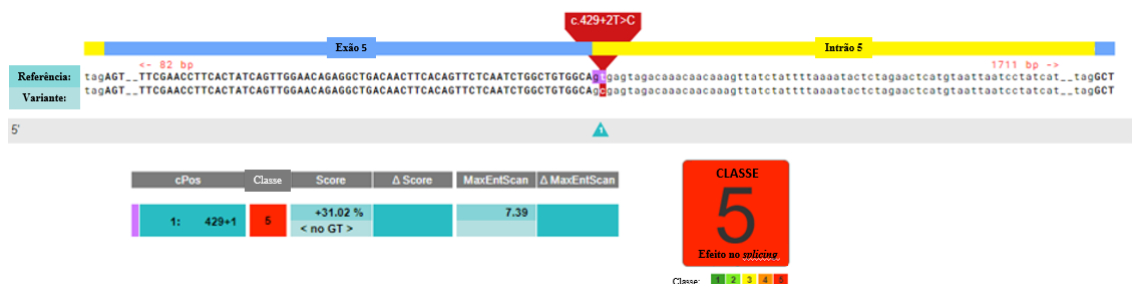 c.429+2T>C
Exão 5 Intrão 5
<- 82 bp 1711 bp ->
Referência: tagAGT__TTCGAACCTTCACTATCAGTTGGAACAGAGGCTGACAACTTCACAGTTCTCAATCTGGCTGTGGCAgtgagtagacaaacaacaaagttatctattttaaaatactctagaactcatgtaattaatcctatcat__tagGCT
Variante: tagAGT__TTCGAACCTTCACTATCAGTTGGAACAGAGGCTGACAACTTCACAGTTCTCAATCTGGCTGTGGCAgcgagtagacaaacaacaaagttatctattttaaaatactctagaactcatgtaattaatcctatcat__tagGCT
5'
1
cPos Classe Score Δ Score MaxEntScan Δ MaxEntScan
1: 429+1 5 +31.02 % 7.39
< no GT >
CLASSE
5
Efeito no splicing
Classe: 1 2 3 4 5